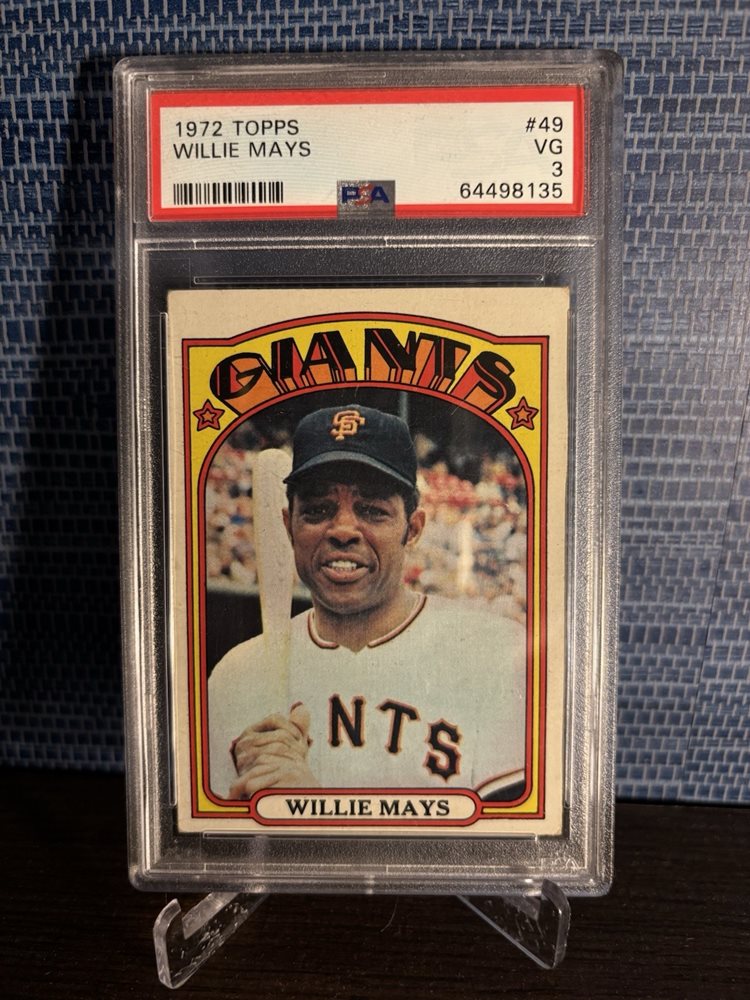 1972 TOPPS #49
WILLIE MAYS VG
3
PSA 64498135
GIANTS
SF
NTS
WILLIE MAYS